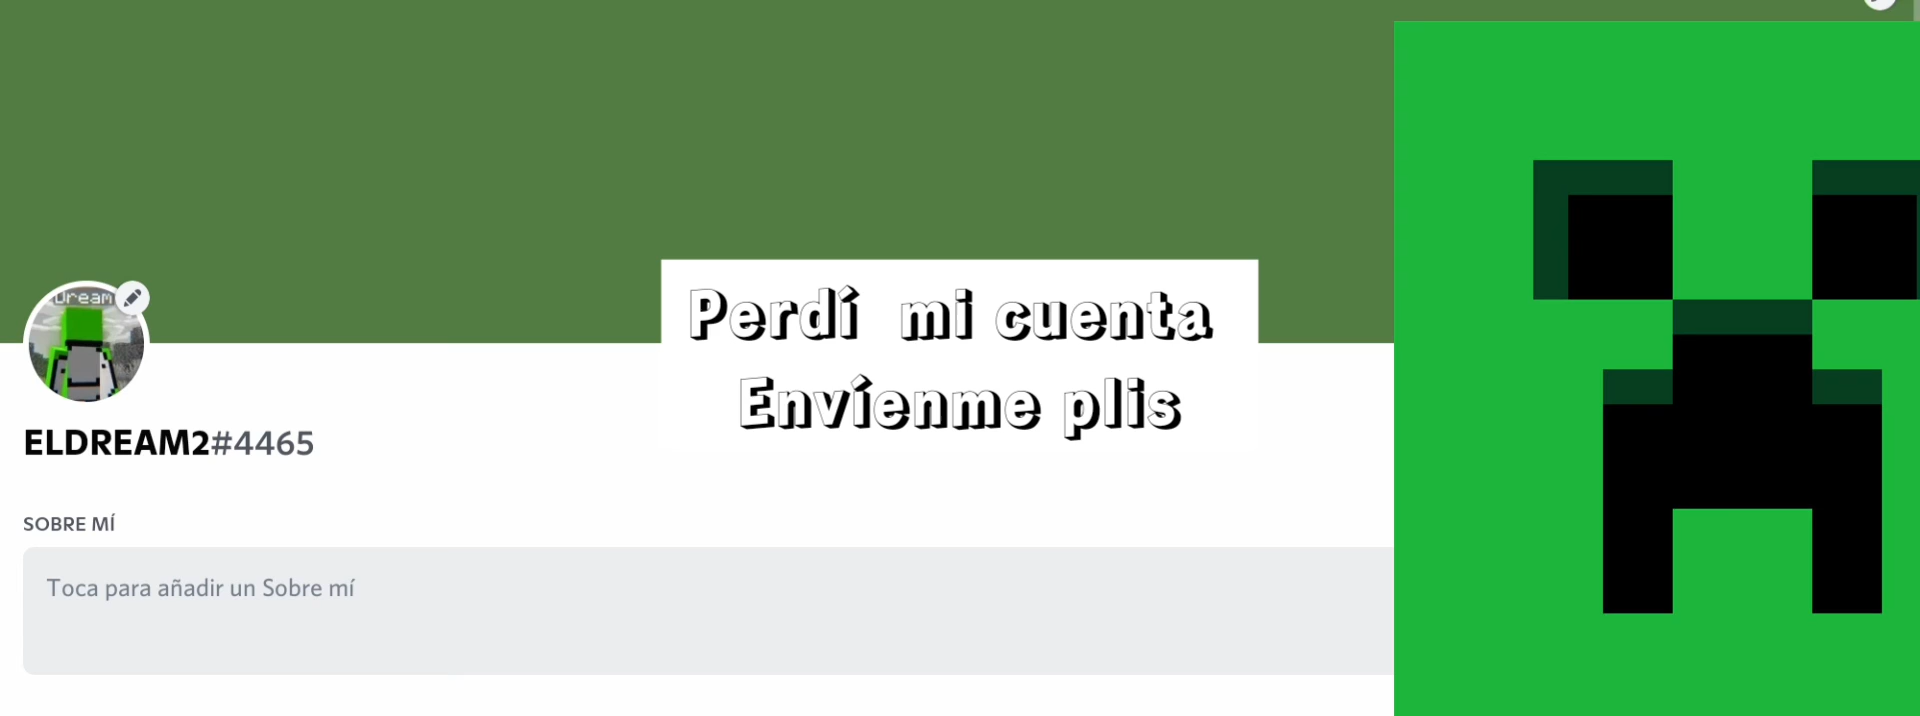 Dream
Perdí mi cuenta
Envíenme plis
ELDREAM2#4465
SOBRE MÍ
Toca para añadir un Sobre mí